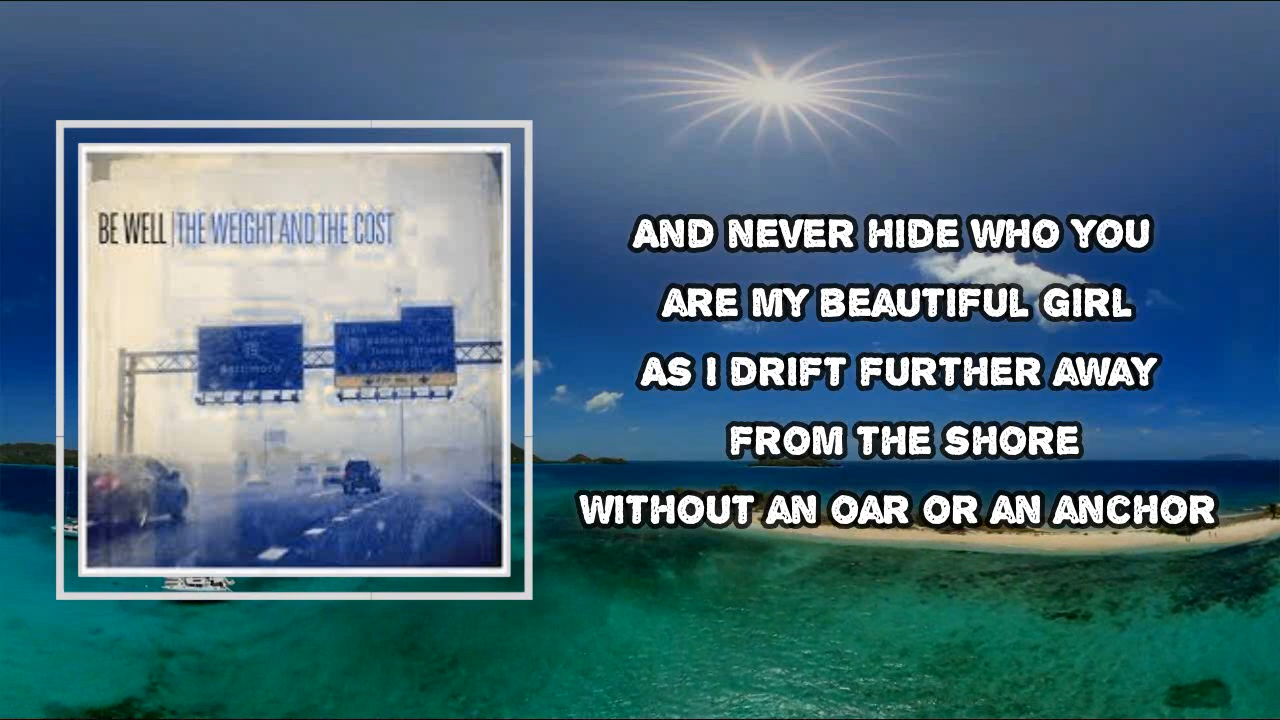 BE WELL | THE WEIGHT AND THE COST
Baltimore
AND NEVER HIDE WHO YOU
ARE MY BEAUTIFUL GIRL
AS I DRIFT FURTHER AWAY
FROM THE SHORE
WITHOUT AN OAR OR AN ANCHOR